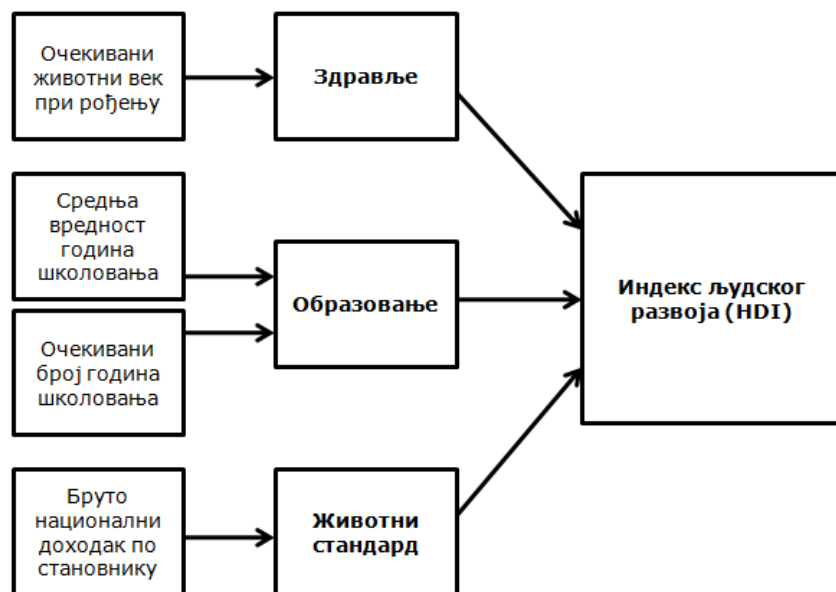 Очекивани
животни век
при рођењу
Здравље
Средња
вредност
година
школовања
Образовање
Очекивани
број година
школовања
Индекс људског
развоја (HDI)
Бруто
национални
доходак по
становнику
Животни
стандард